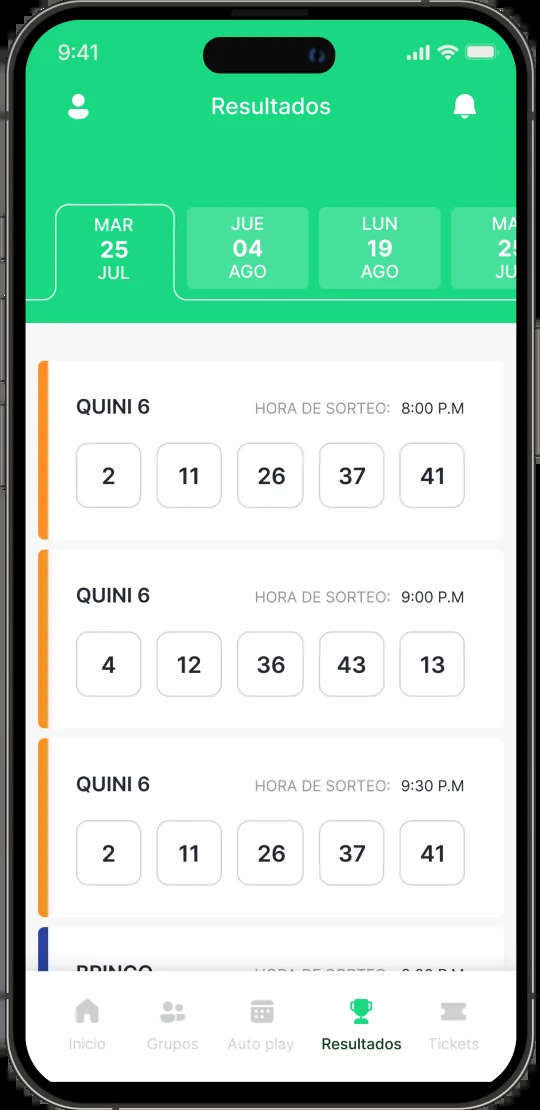 9:41
Resultados
MAR JUE LUN MA
25 04 19 25
JUL AGO AGO JU
QUINI 6 HORA DE SORTEO: 8:00 P.M
2 11 26 37 41
QUINI 6 HORA DE SORTEO: 9:00 P.M
4 12 36 43 13
QUINI 6 HORA DE SORTEO: 9:30 P.M
2 11 26 37 41
BRINCO HORA DE SORTEO:
Inicio Grupos Auto play Resultados Tickets